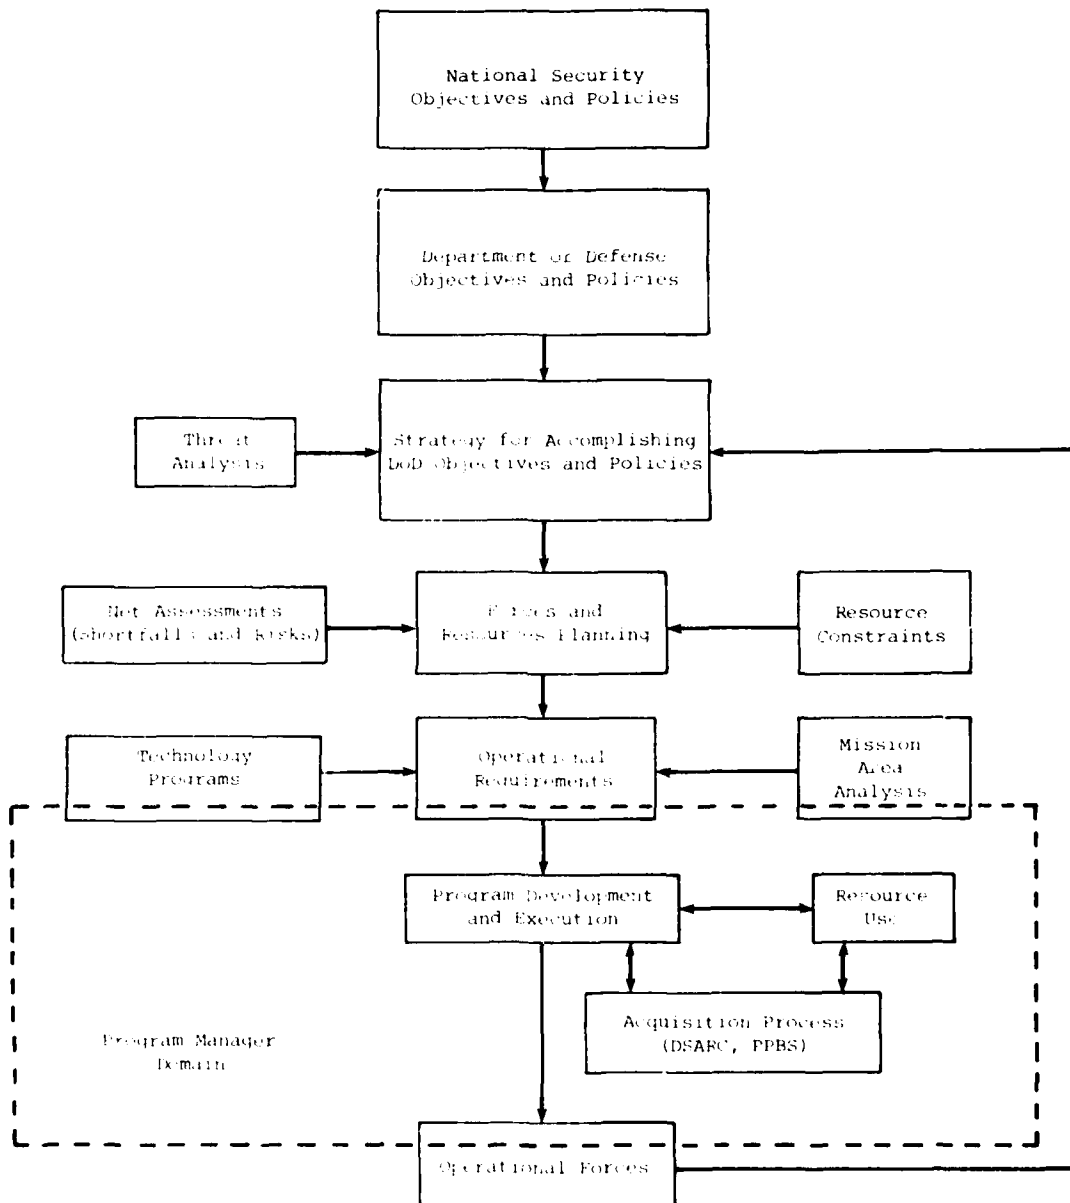 National Security
Objectives and Policies
Department of Defense
Objectives and Policies
Threat
Analysis
Strategy for Accomplishing
DoD Objectives and Policies
Net Assessments
(Shortfalls and Risks)
Forces and
Resources Planning
Resource
Constraints
Technology
Programs
Operational
Requirements
Mission
Area
Analysis
Program Development
and Execution
Resource
Use
Acquisition Process
(DSARC, PPBS)
Program Manager
Domain
Operational Forces